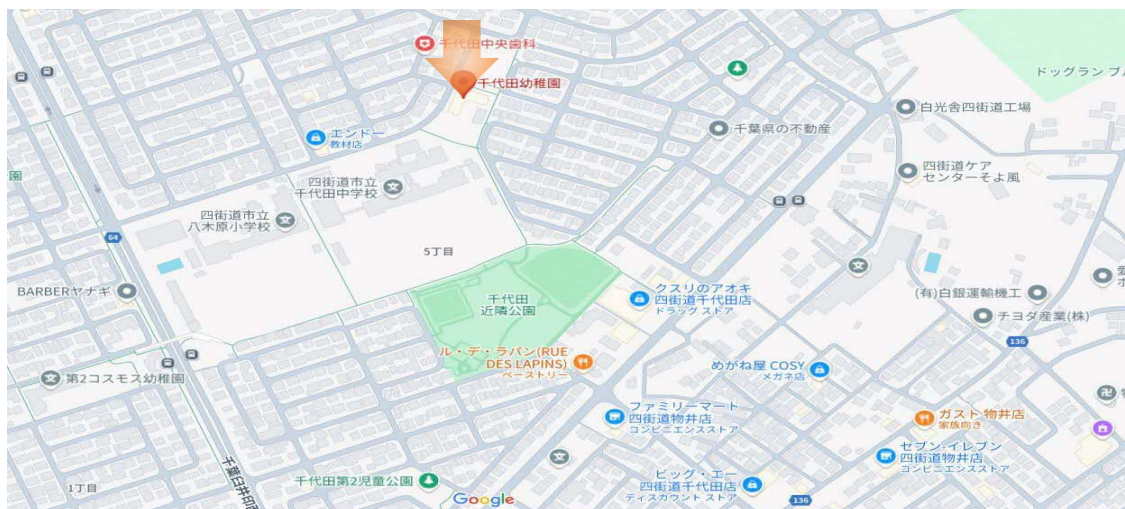 千代田中央歯科
千代田幼稚園
ドッグラン ブル
白光舎四街道工場
エンドー
教材店
千葉県の不動産
四街道ケア
センターそよ風
園
四街道市立
千代田中学校
四街道市立
八木原小学校
64
5丁目
BARBERヤナギ
千代田
近隣公園
クスリのアオキ
四街道千代田店
ドラッグ ストア
(有)白銀運輸機工
チヨダ産業(株)
136
ル・デ・ラパン(RUE
DES LAPINS)
ペーストリー
めがね屋 COSY
メガネ店
第2コスモス幼稚園
ファミリーマート
四街道物井店
コンビニエンスストア
ガスト 物井店
家族向き
セブン-イレブン
四街道物井店
コンビニエンスストア
千代田第2児童公園
ビッグ・エー
四街道千代田店
ディスカウント ストア
1丁目
千葉臼井印
Google
136